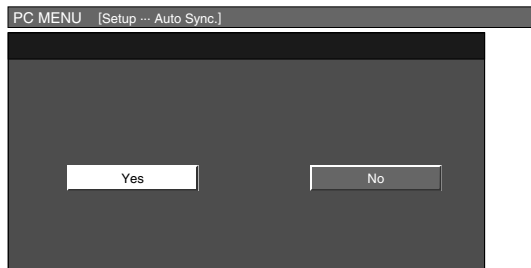 PC MENU [Setup ··· Auto Sync.]
Yes No